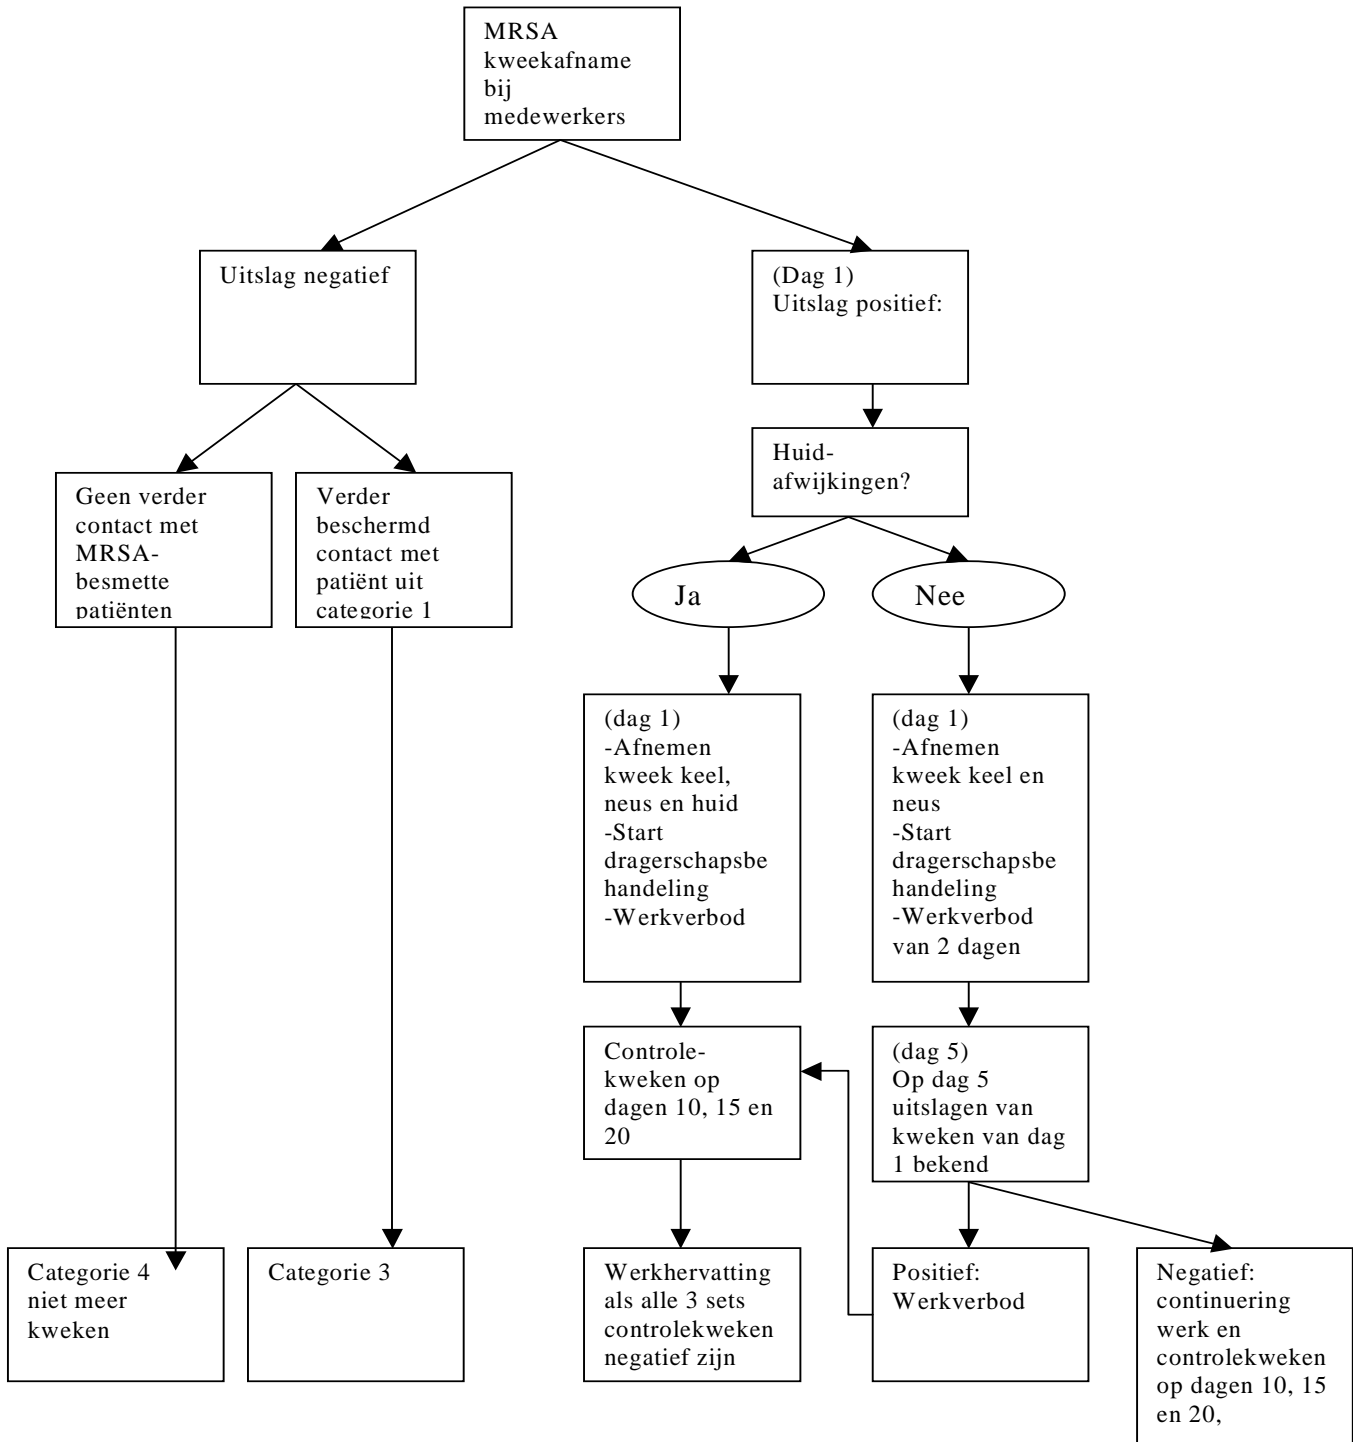 MRSA
kweekafname
bij
medewerkers
Uitslag negatief
(Dag 1)
Uitslag positief:
Huid-
afwijkingen?
Geen verder
contact met
MRSA-
besmette
patiënten
Verder
beschermd
contact met
patiënt uit
categorie 1
Ja
Nee
(dag 1)
-Afnemen
kweek keel,
neus en huid
-Start
dragerschapsbe
handeling
-Werkverbod
(dag 1)
-Afnemen
kweek keel en
neus
-Start
dragerschapsbe
handeling
-Werkverbod
van 2 dagen
Controle-
kweken op
dagen 10, 15 en
20
(dag 5)
Op dag 5
uitslagen van
kweken van dag
1 bekend
Categorie 4
niet meer
kweken
Categorie 3
Werkhervatting
als alle 3 sets
controlekweken
negatief zijn
Positief:
Werkverbod
Negatief:
continuering
werk en
controlekweken
op dagen 10, 15
en 20,